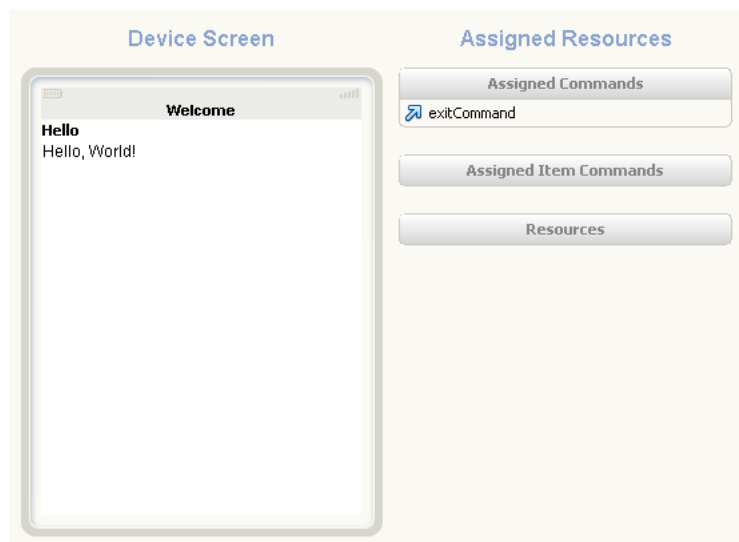 Device Screen
Welcome
Hello
Hello, World!
Assigned Resources
Assigned Commands
exitCommand
Assigned Item Commands
Resources